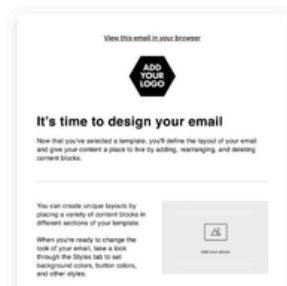 View this email in your browser
ADD
YOUR
LOGO
It's time to design your email
Now that you've selected a template, you'll define the layout of your email
and give your content a place to live by adding, rearranging, and deleting
content blocks.
You can create unique layouts by
placing a variety of content blocks in
different sections of your template.
When you're ready to change the
look of your email, take a look
through the Styles tab to set
background colors, button colors,
and other styles.
Add your photo